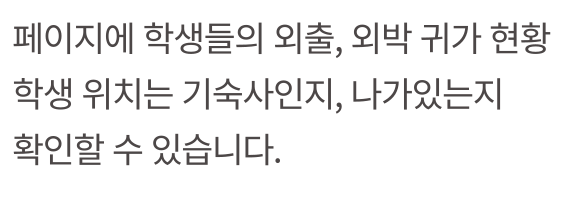 페이지에 학생들의 외출, 외박 귀가 현황
학생 위치는 기숙사인지, 나가있는지
확인할 수 있습니다.